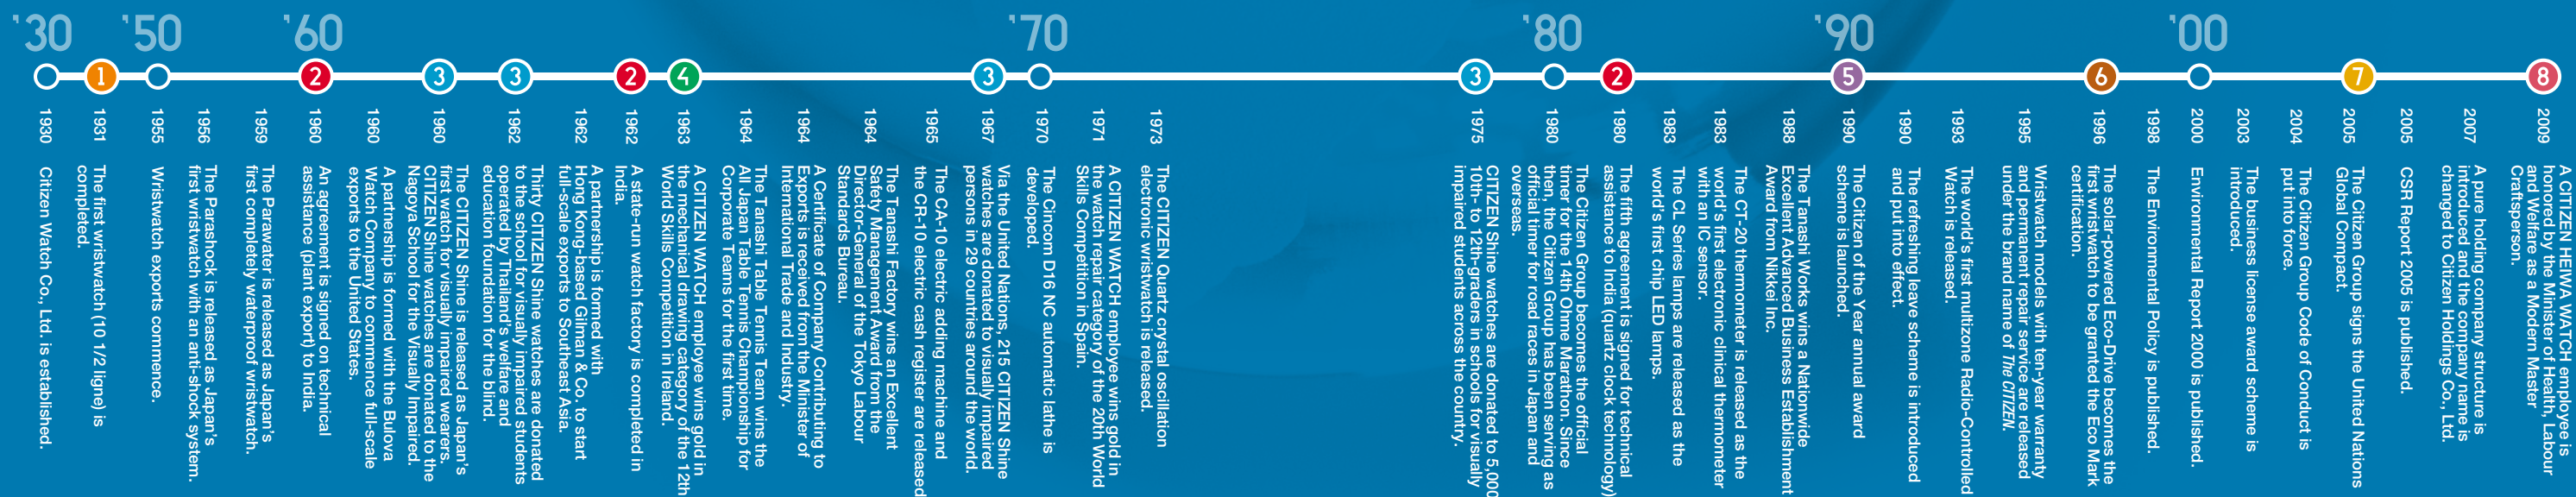 '30
'50
'60
'70
'80
'90
'00
1
2
3
3
2
4
3
3
2
5
6
7
8
1930 Citizen Watch Co., Ltd. is established.
1931 The first wristwatch (10 1/2 ligne) is
completed.
1955 Wristwatch exports commence.
1956 The Parashock is released as Japan's
first wristwatch with an anti-shock system.
1959 The Parawater is released as Japan's
first completely waterproof wristwatch.
1960 An agreement is signed on technical
assistance (plant export) to India.
1960 A partnership is formed with the Bulova
Watch Company to commence full-scale
exports to the United States.
1960 The CITIZEN Shine is released as Japan's
first watch for visually impaired wearers.
CITIZEN Shine watches are donated to the
Nagoya School for the Visually Impaired.
1962 Thirty CITIZEN Shine watches are donated
to the school for visually impaired students
operated by Thailand's welfare and
education foundation for the blind.
1962 A partnership is formed with
Hong Kong-based Gilman & Co. to start
full-scale exports to Southeast Asia.
1962 A state-run watch factory is completed in
India.
1963 A CITIZEN WATCH employee wins gold in
the mechanical drawing category of the 12th
World Skills Competition in Ireland.
1964 The Tanashi Table Tennis Team wins the
All Japan Table Tennis Championship for
Corporate Teams for the first time.
1964 A Certificate of Company Contributing to
Exports is received from the Minister of
International Trade and Industry.
1964 The Tanashi Factory wins an Excellent
Safety Management Award from the
Director-General of the Tokyo Labour
Standards Bureau.
1965 The CA-10 electric adding machine and
the CR-10 electric cash register are released
1967 Via the United Nations, 215 CITIZEN Shine
watches are donated to visually impaired
persons in 29 countries around the world.
1970 The Cincom D16 NC automatic lathe is
developed.
1971 A CITIZEN WATCH employee wins gold in
the watch repair category of the 20th World
Skills Competition in Spain.
1973 The CITIZEN Quartz crystal oscillation
electronic wristwatch is released.
1975 CITIZEN Shine watches are donated to 5,000
10th- to 12th-graders in schools for visually
impaired students across the country.
1980 The Citizen Group becomes the official
timer for the 14th Ohme Marathon. Since
then, the Citizen Group has been serving as
official timer for road races in Japan and
overseas.
1980 The fifth agreement is signed for technical
assistance to India (quartz clock technology)
1983 The CL Series lamps are released as the
world's first chip LED lamps.
1983 The CT-20 thermometer is released as the
world's first electronic clinical thermometer
with an IC sensor.
1988 The Tanashi Works wins a Nationwide
Excellent Advanced Business Establishment
Award from Nikkei Inc.
1990 The Citizen of the Year annual award
scheme is launched.
1990 The refreshing leave scheme is introduced
and put into effect.
1993 The world's first multizone Radio-Controlled
Watch is released.
1995 Wristwatch models with ten-year warranty
and permanent repair service are released
under the brand name of The CITIZEN.
1996 The solar-powered Eco-Drive becomes the
first wristwatch to be granted the Eco Mark
certification.
1998 The Environmental Policy is published.
2000 Environmental Report 2000 is published.
2003 The business license award scheme is
introduced.
2004 The Citizen Group Code of Conduct is
put into force.
2005 The Citizen Group signs the United Nations
Global Compact.
2005 CSR Report 2005 is published.
2007 A pure holding company structure is
introduced and the company name is
changed to Citizen Holdings Co., Ltd.
2009 A CITIZEN HEIWA WATCH employee is
honored by the Minister of Health, Labour
and Welfare as a Modern Master
Craftsperson.